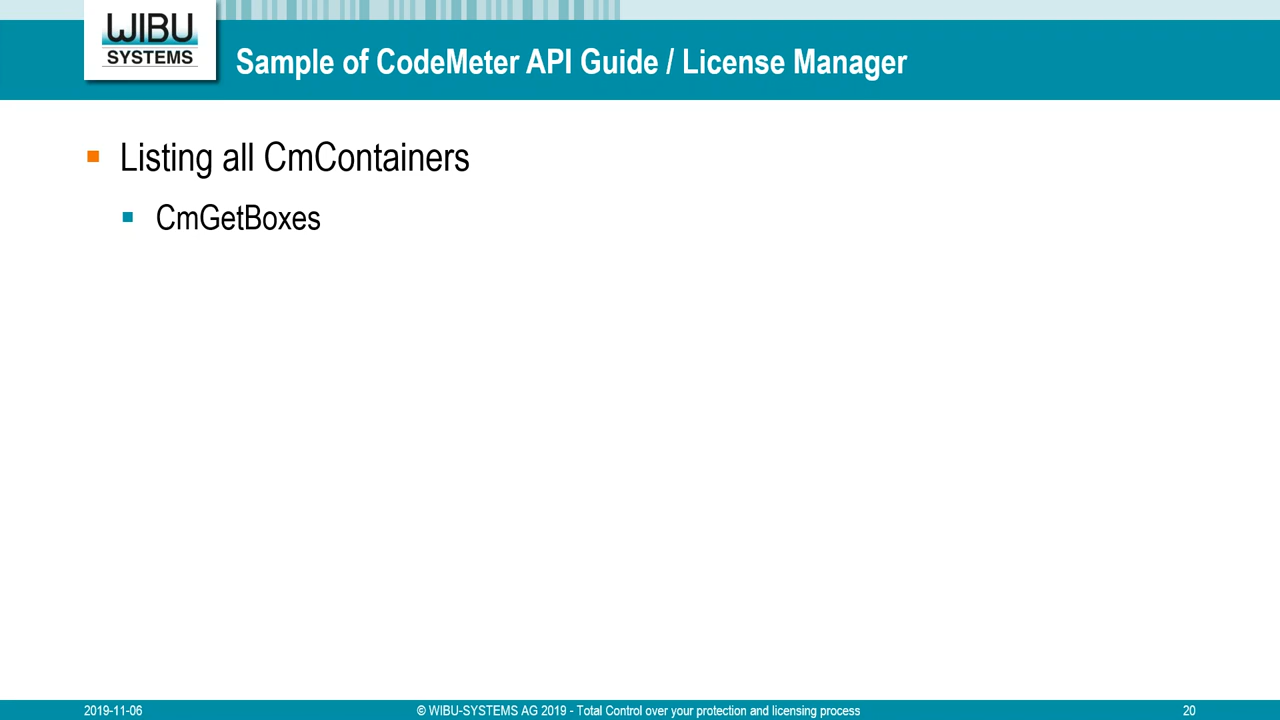 WIBU
SYSTEMS
Sample of CodeMeter API Guide / License Manager
Listing all CmContainers
CmGetBoxes
2019-11-06
© WIBU-SYSTEMS AG 2019 - Total Control over your protection and licensing process
20